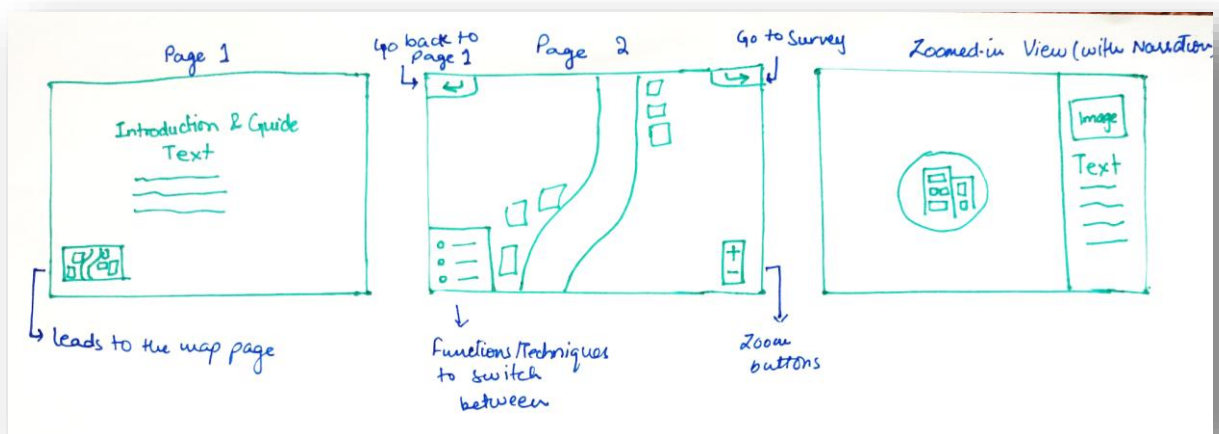 Page 1
Introduction & Guide
Text
leads to the map page
Go back to
Page 1
Page 2
Go to Survey
+
-
Functions/Techniques
to switch
between
Zoom
buttons
Zoomed-in View (with Narration)
Image
Text